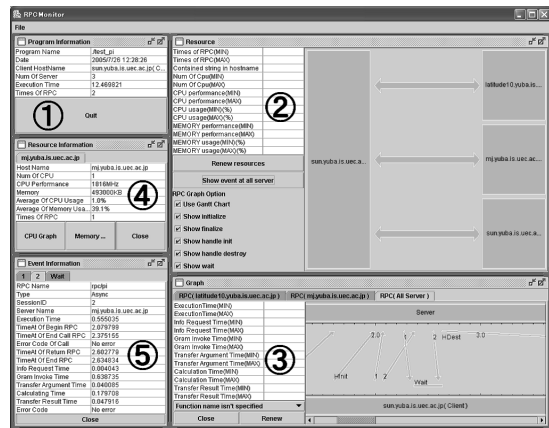 RPCMonitor
File
Program Information
Program Name ./test_pi
Date 2005/7/26 12:28:26
Client HostName sun.yuba.is.uec.ac.jp( C...
Num Of Server 3
Execution Time 12.469821
Times Of RPC 2
①
Quit
Resource Information
mj.yuba.is.uec.ac.jp
Host Name mj.yuba.is.uec.ac.jp
Num Of CPU 1
CPU Performance 1816MHz
Memory 493000KB
Average Of CPU Usage 1.0%
Average Of Memory Usa... 39.1%
Times Of RPC 1
④
CPU Graph Memory ... Close
Event Information
1 2 Wait
RPC Name rpc/pi
Type Async
SessionID 2
Server Name mj.yuba.is.uec.ac.jp
Execution Time 0.555035
TimeAt Of Begin RPC 2.079799
TimeAt Of End Call RPC 2.375155
Error Code Of Call No error
TimeAt Of Return RPC 2.602779
TimeAt Of End RPC 2.634834
Info Request Time 0.004043
Gram Invoke Time 0.638735
Transfer Argument Time 0.040085
Calculating Time 0.179708
Transfer Result Time 0.047916
Error Code No error
⑤
Close
Resource
Times of RPC(MIN)
Times of RPC(MAX)
Contained string in hostname
Num Of Cpu(MIN)
Num Of Cpu(MAX)
CPU performance(MIN)
CPU performance(MAX)
CPU usage(MIN)(%)
CPU usage(MAX)(%)
MEMORY performance(MIN)
MEMORY performance(MAX)
MEMORY usage(MIN)(%)
MEMORY usage(MAX)(%)
②
Renew resources
Show event at all server
RPC Graph Option
Use Gantt Chart
Show initialize
Show finalize
Show handle init
Show handle destroy
Show wait
sun.yuba.is.uec.a...
latitude10.yuba.is....
mj.yuba.is.uec.ac....
sun.yuba.is.uec.a...
Graph
RPC( latitude10.yuba.is.uec.ac.jp ) RPC( mj.yuba.is.uec.ac.jp ) RPC( All Server )
ExecutionTime(MIN)
ExecutionTime(MAX)
Info Request Time(MIN)
Info Request Time(MAX)
Gram Invoke Time(MIN)
Gram Invoke Time(MAX)
Transfer Argument Time(MIN)
Transfer Argument Time(MAX)
Calculation Time(MIN)
Calculation Time(MAX)
Transfer Result Time(MIN)
Transfer Result Time(MAX)
③
Function name isn't specified
Close Renew
Server
2.0 1 2 HDest 3.0
HInit 1 2
Wait
sun.yuba.is.uec.ac.jp( Client )